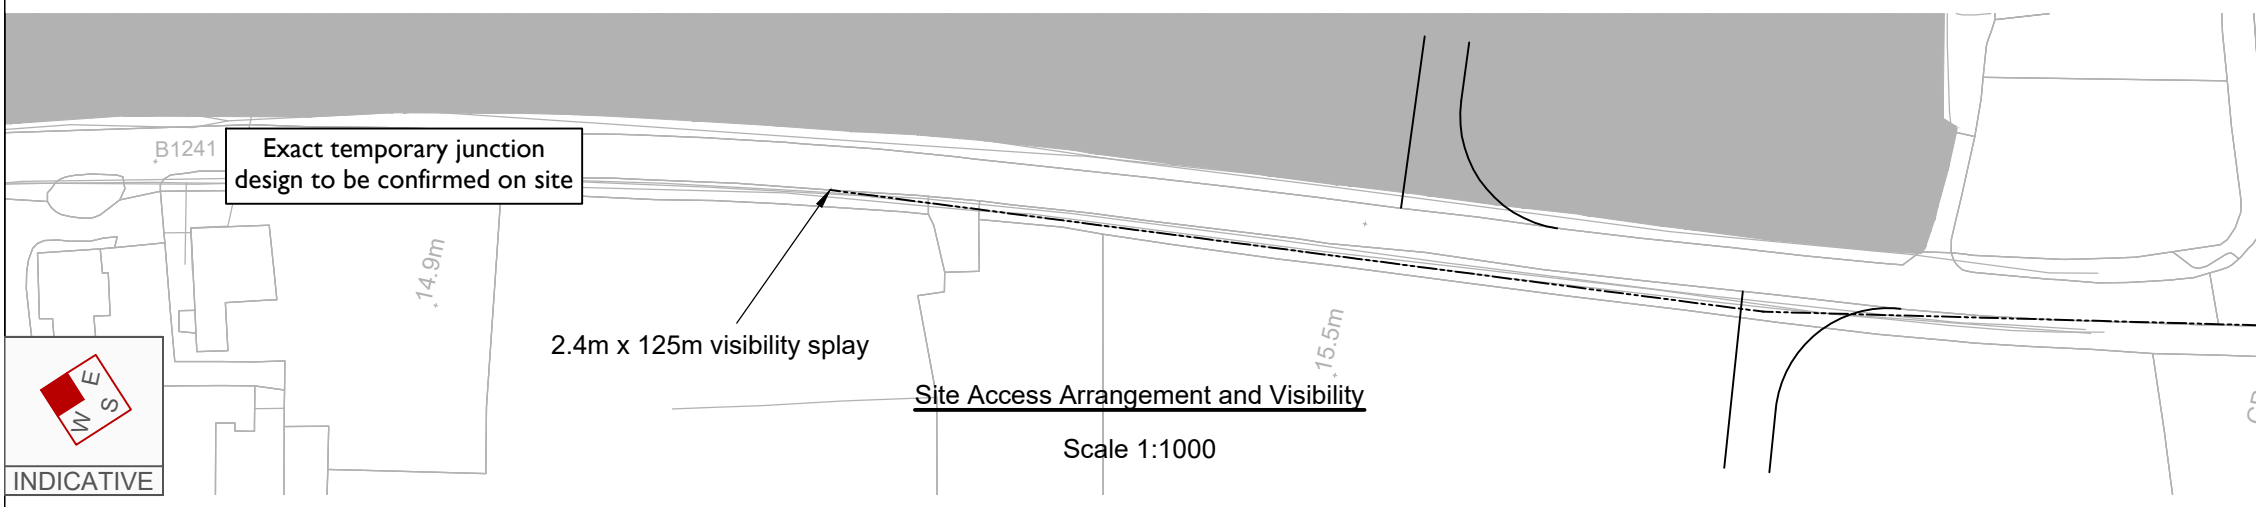 B1241
Exact temporary junction
design to be confirmed on site
14.9m
2.4m x 125m visibility splay
15.5m
Site Access Arrangement and Visibility
Scale 1:1000
E
S
W
INDICATIVE